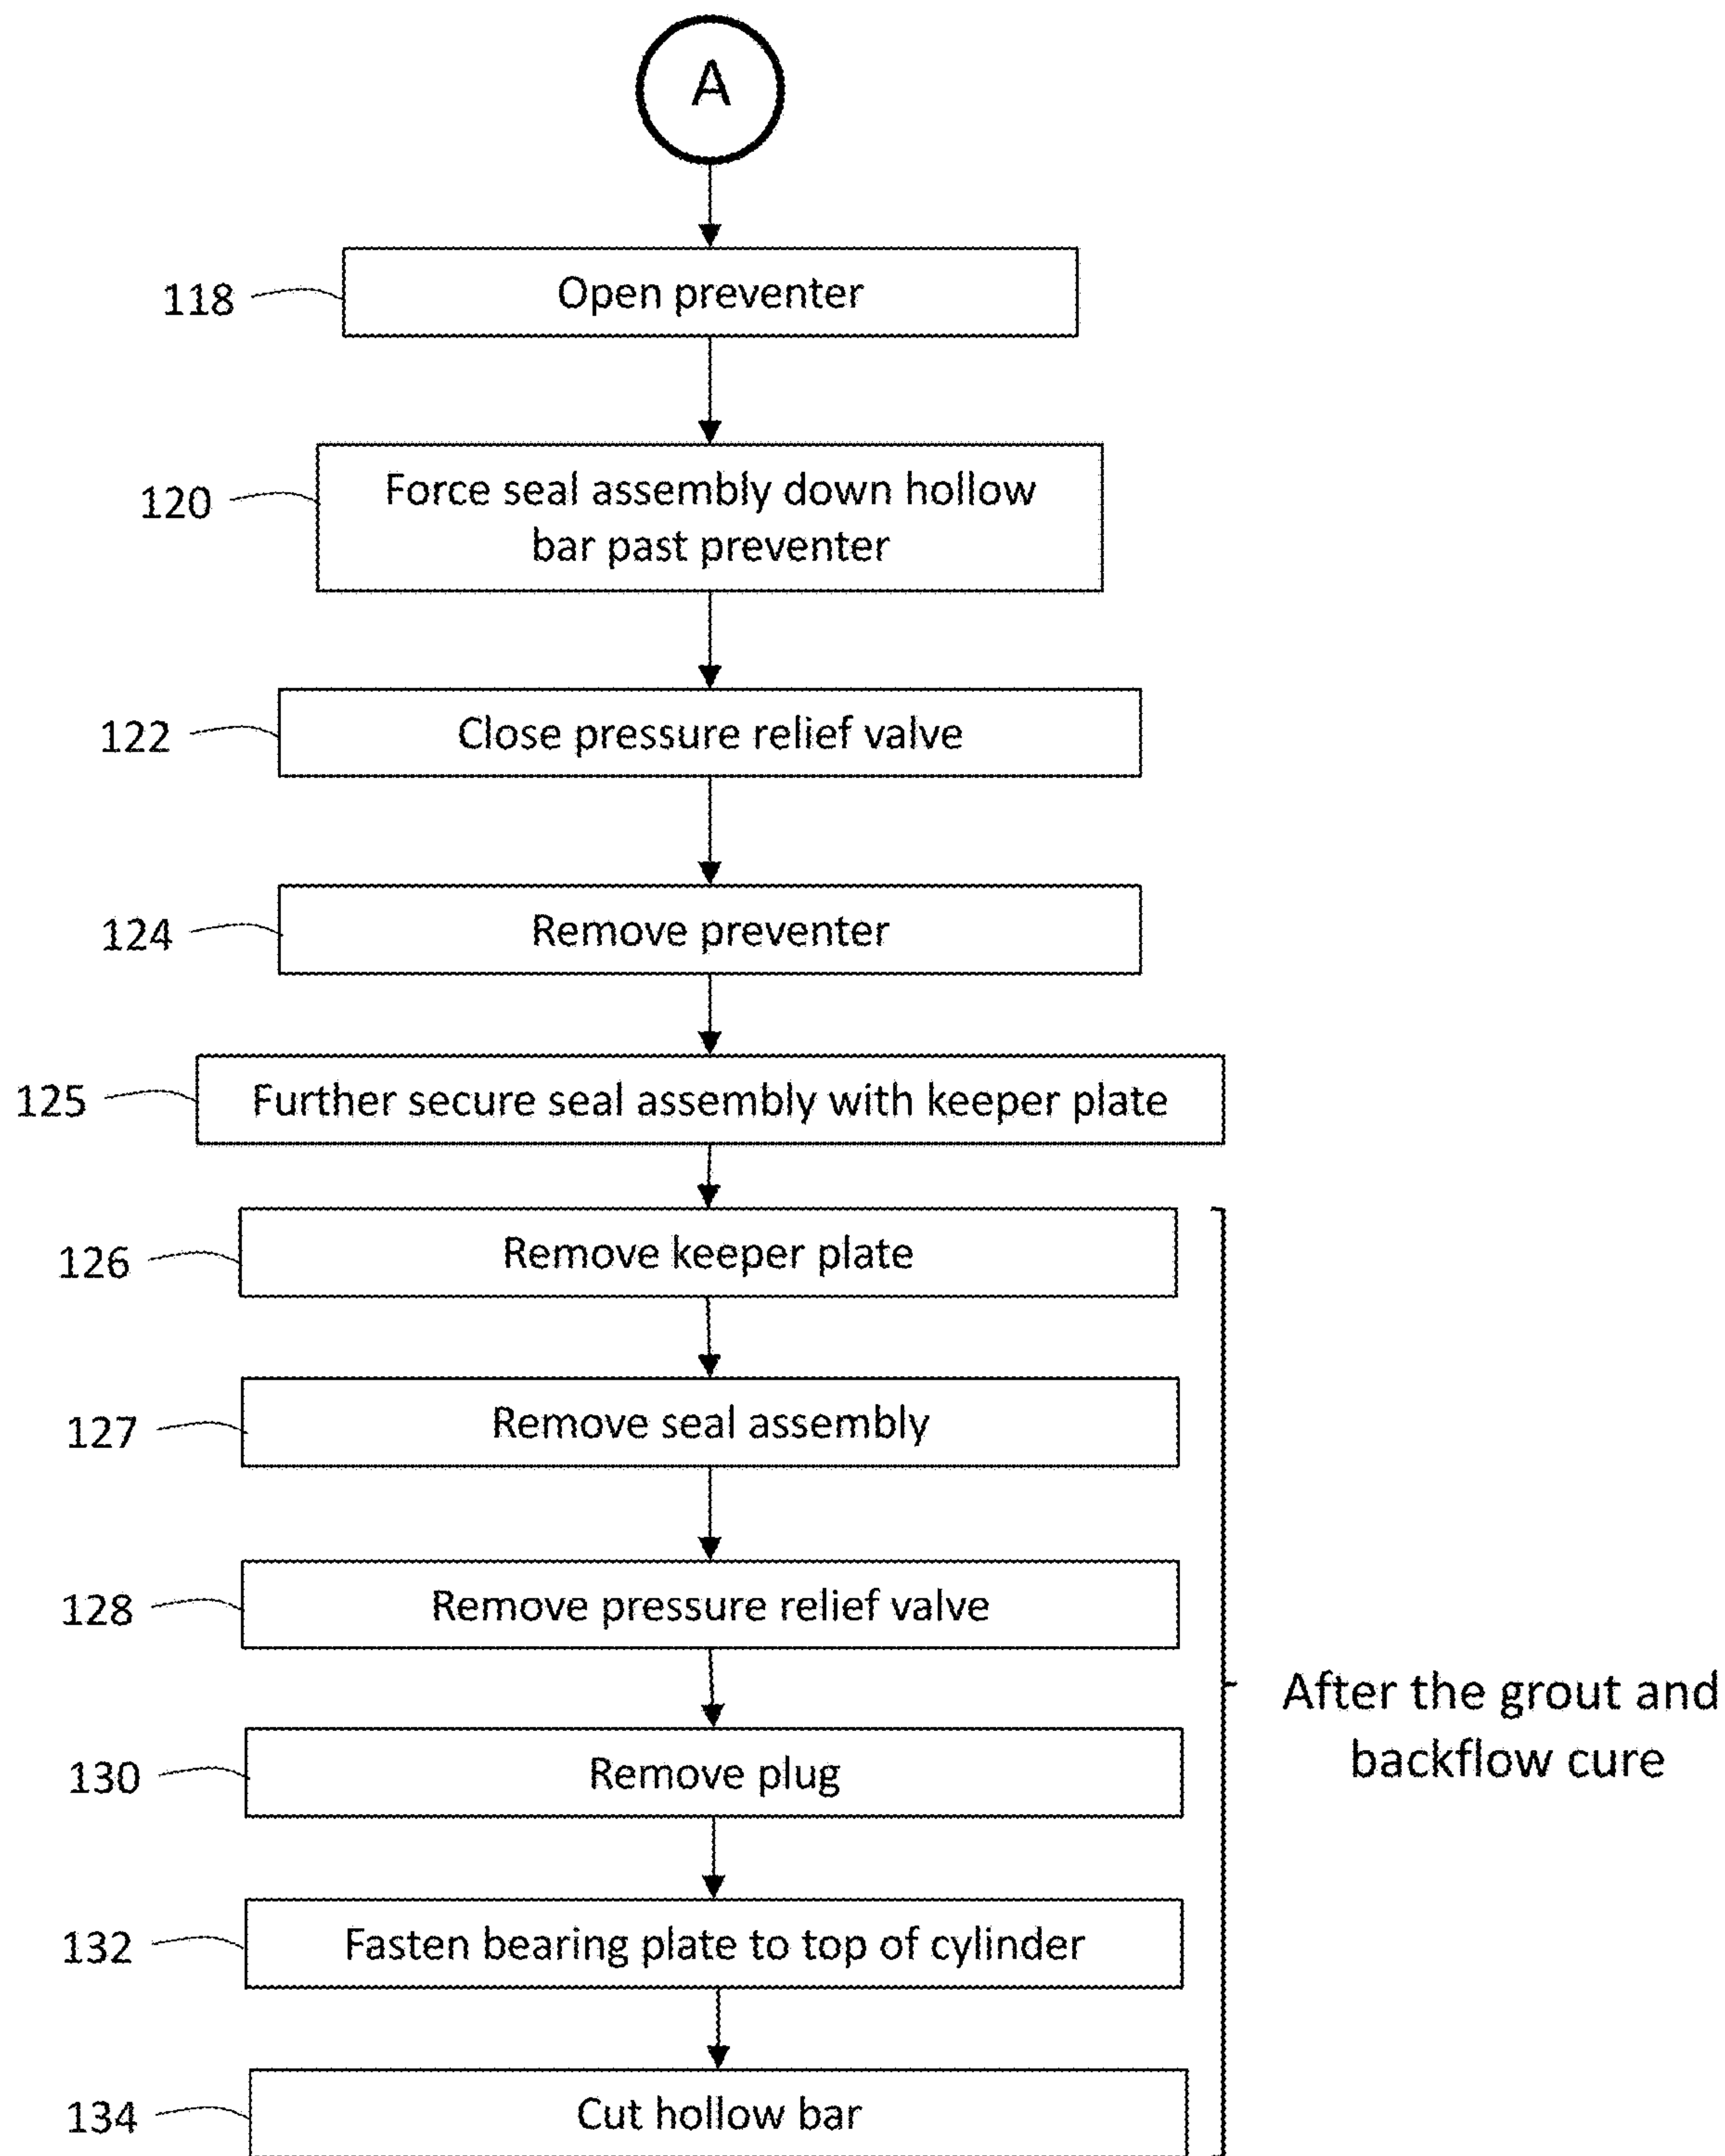 A
118
Open preventer
120
Force seal assembly down hollow
bar past preventer
122
Close pressure relief valve
124
Remove preventer
125
Further secure seal assembly with keeper plate
126
Remove keeper plate
127
Remove seal assembly
128
Remove pressure relief valve
After the grout and
backflow cure
130
Remove plug
132
Fasten bearing plate to top of cylinder
134
Cut hollow bar